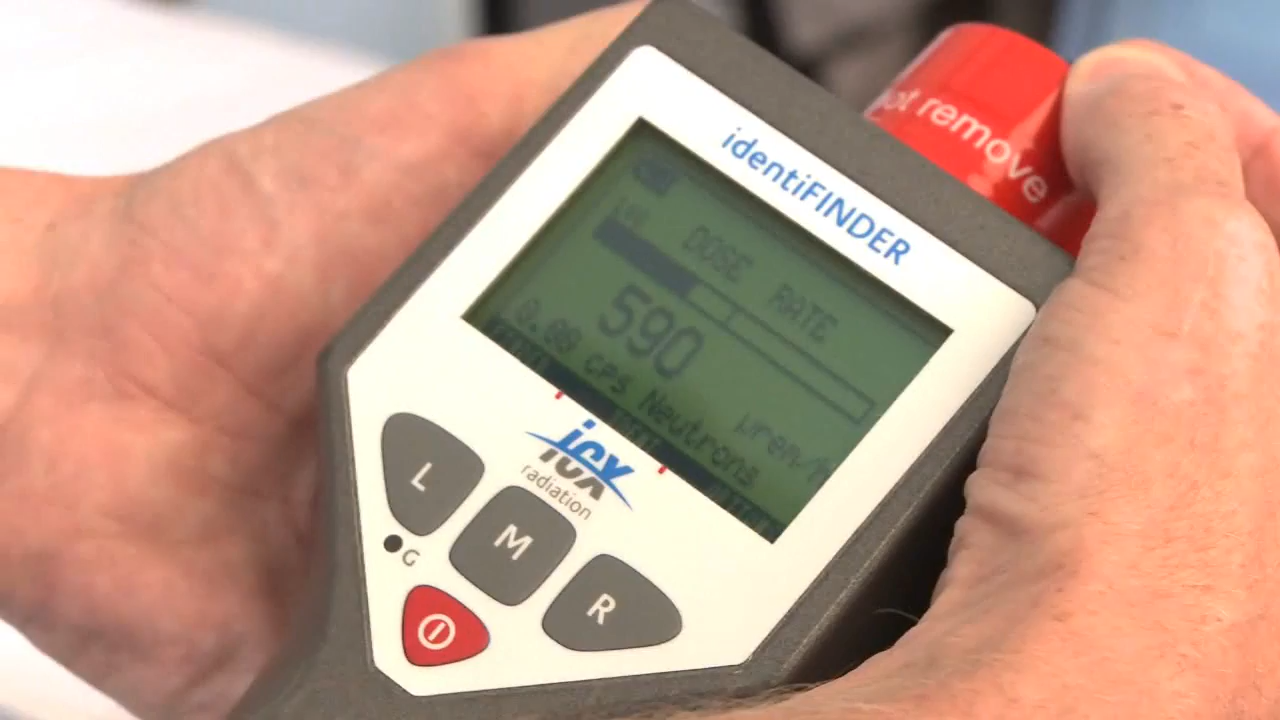 ot remove
identiFINDER
DOSE RATE
590
µrem/h
0.00 cps Neutrons
icx
radiation
L
M
R
G